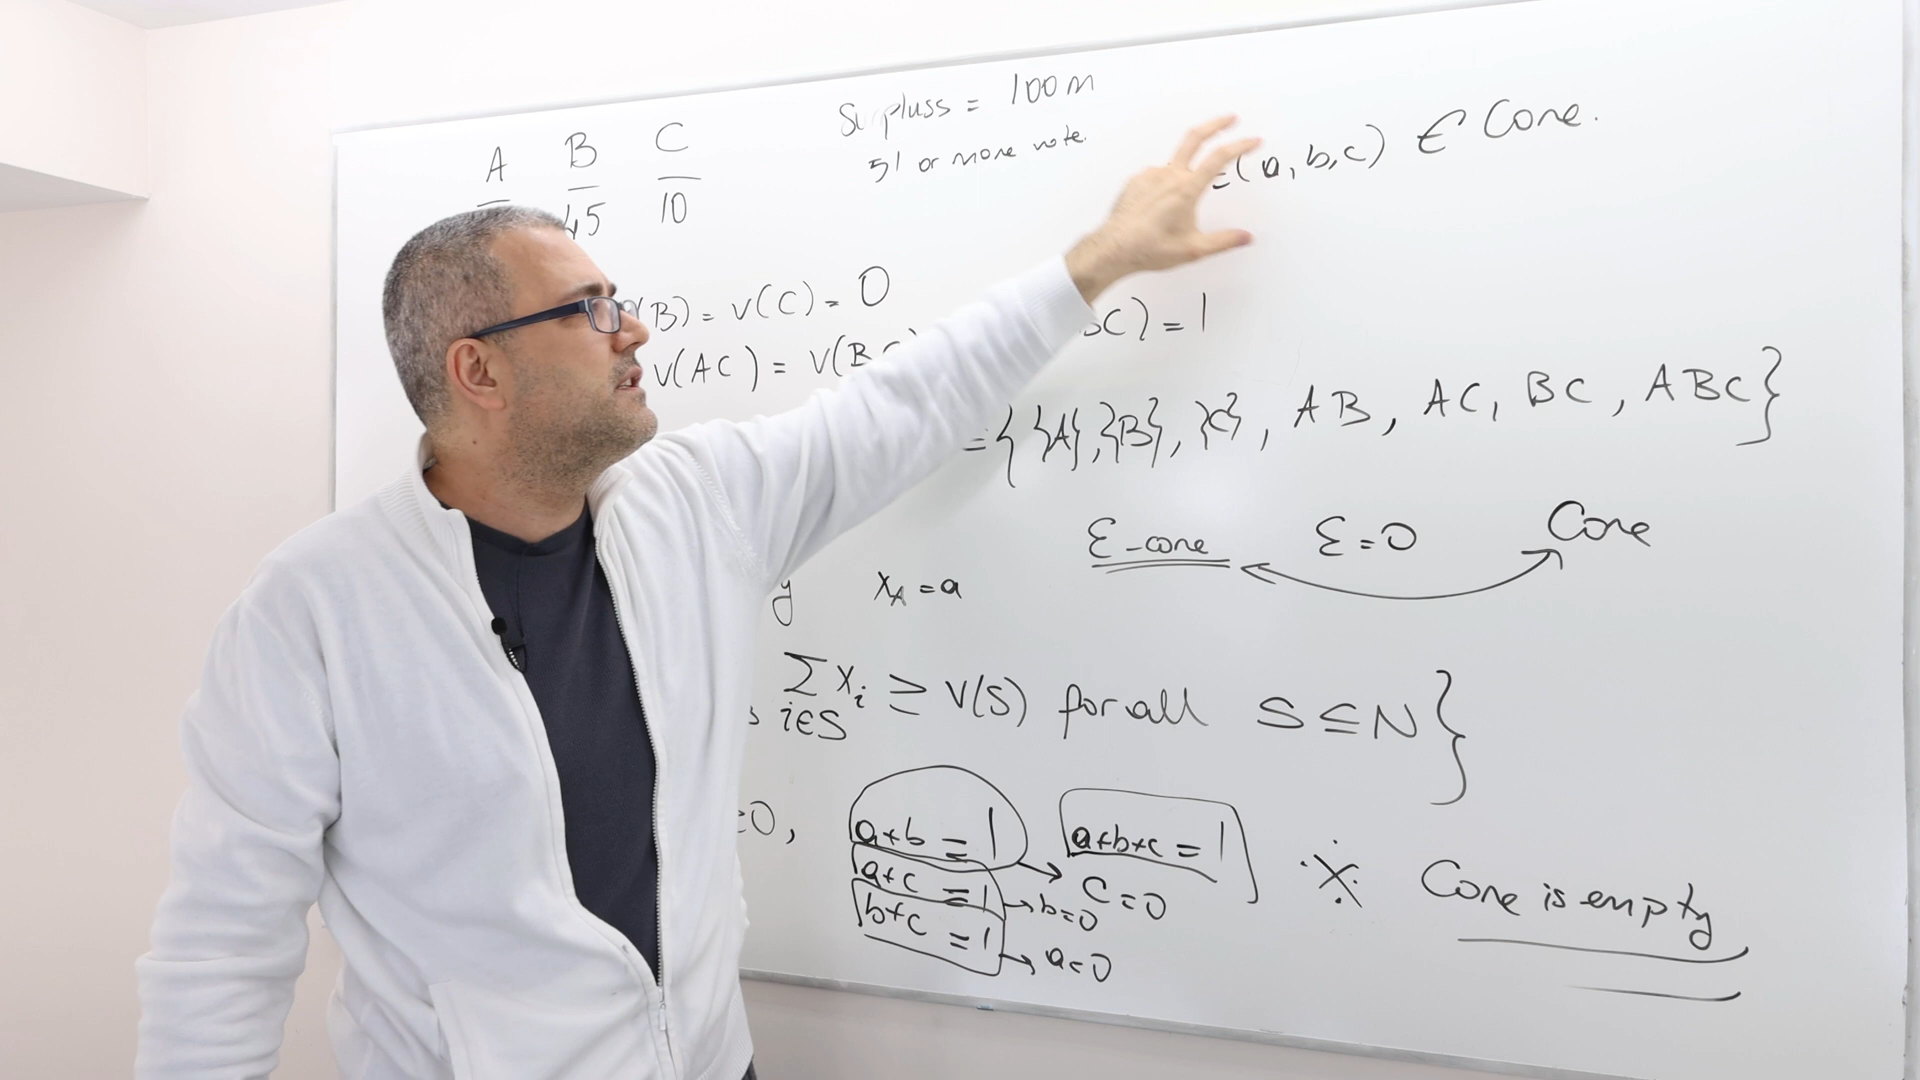 A B C
45 10
Surpluss = 100m
51 or more vote.
=(a, b, c) ∈ Core.
(B) = v(C) = 0
v(AC) = v(BC)
BC) = 1
={ {A}, {B}, {C}, AB, AC, BC, ABC}
ε-core ε=0 Core
y x_A = a
∑ x_i ≥ v(S) for all S ⊆ N }
i∈S
=0, a+b = 1 a+b+c = 1
c=0
a+c = 1 → b=0
b+c = 1 → a=0
Core is empty